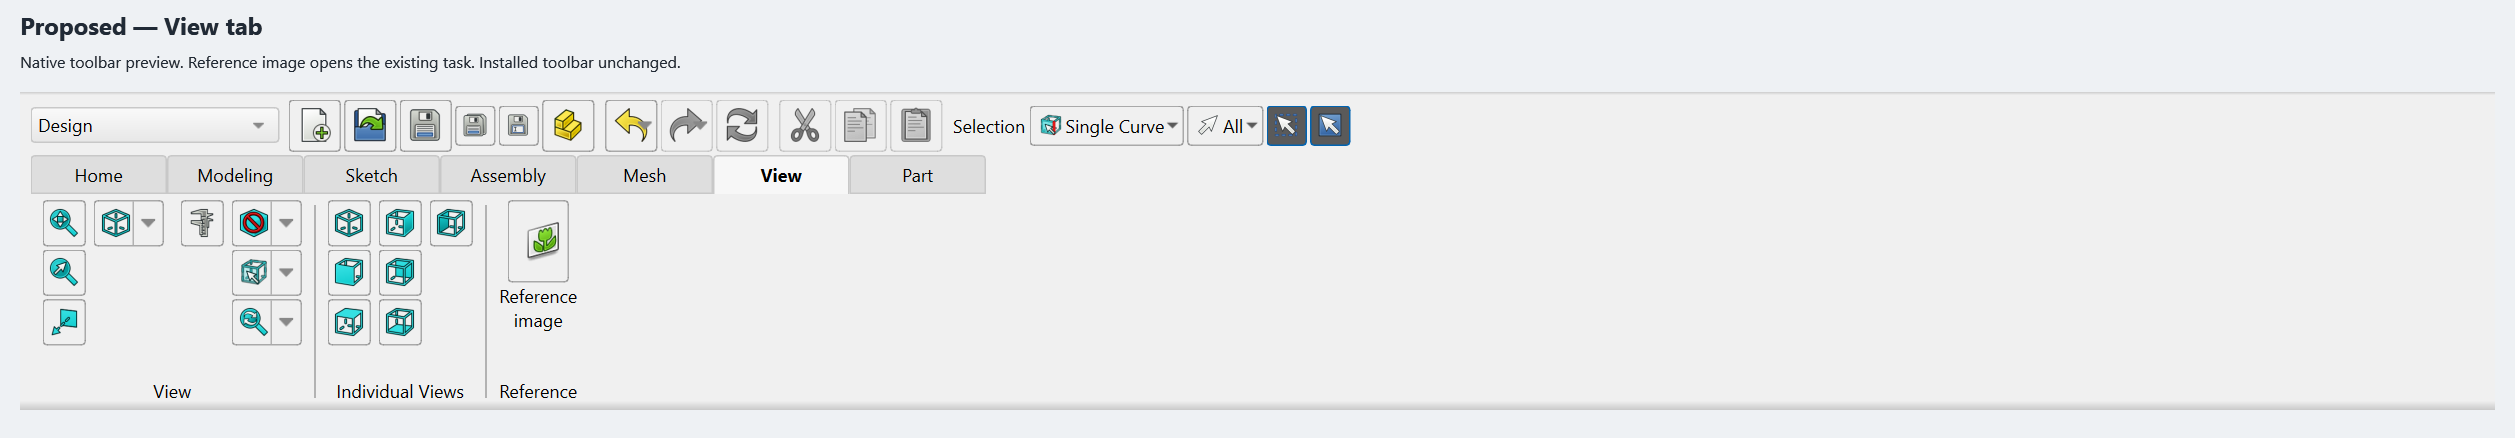 Proposed — View tab
Native toolbar preview. Reference image opens the existing task. Installed toolbar unchanged.
Design
Selection
Single Curve
All
Home
Modeling
Sketch
Assembly
Mesh
View
Part
Reference
image
View
Individual Views
Reference